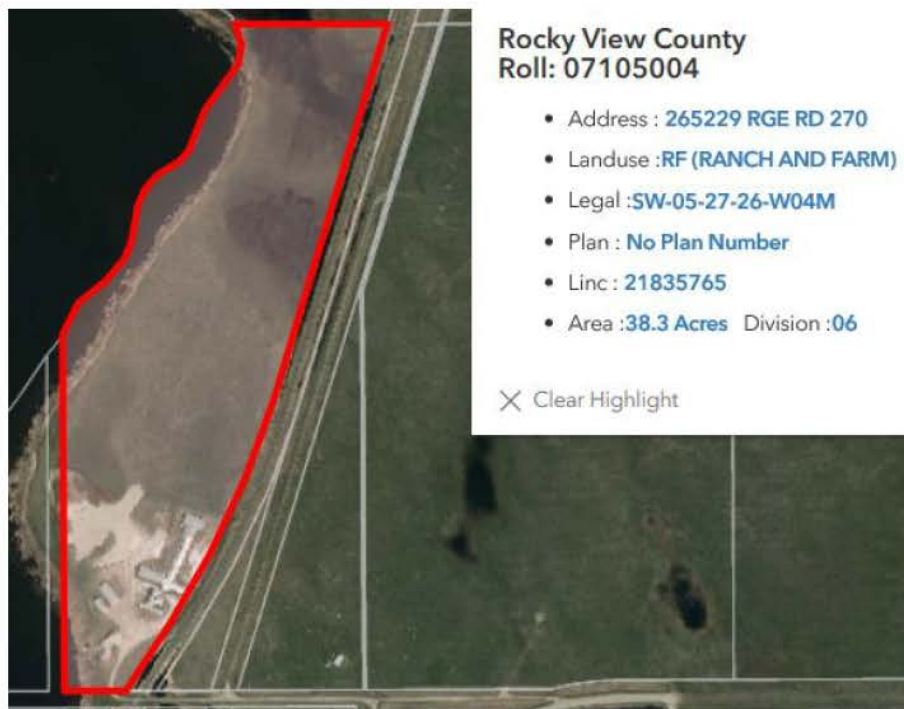 Rocky View County
Roll: 07105004
Address : 265229 RGE RD 270
Landuse :RF (RANCH AND FARM)
Legal :SW-05-27-26-W04M
Plan : No Plan Number
Linc : 21835765
Area :38.3 Acres Division :06
Clear Highlight